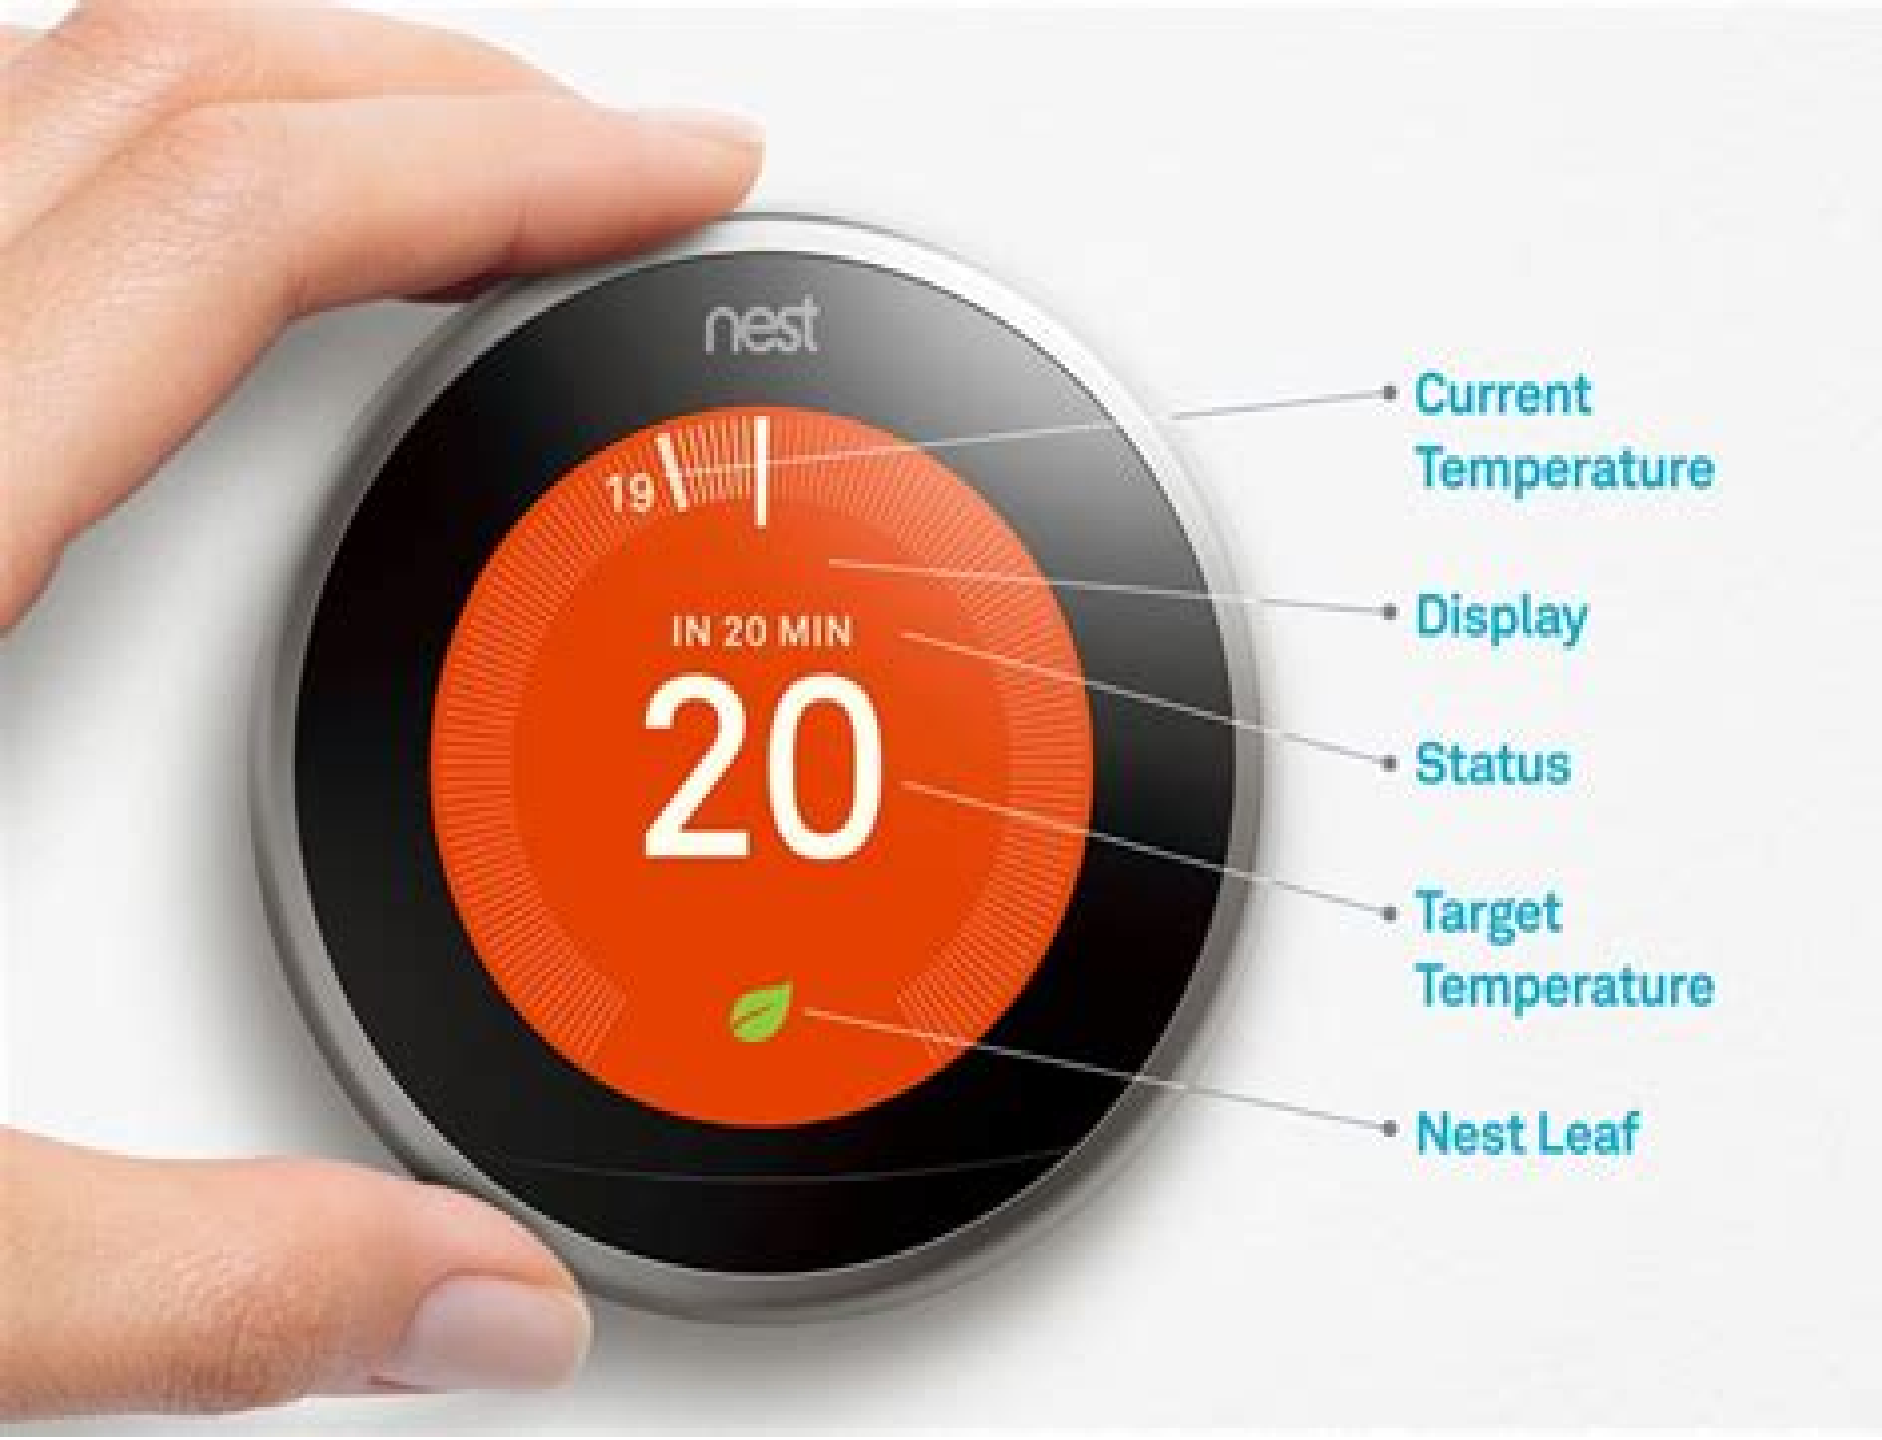 nest
19
IN 20 MIN
20
Current
Temperature
Display
Status
Target
Temperature
Nest Leaf